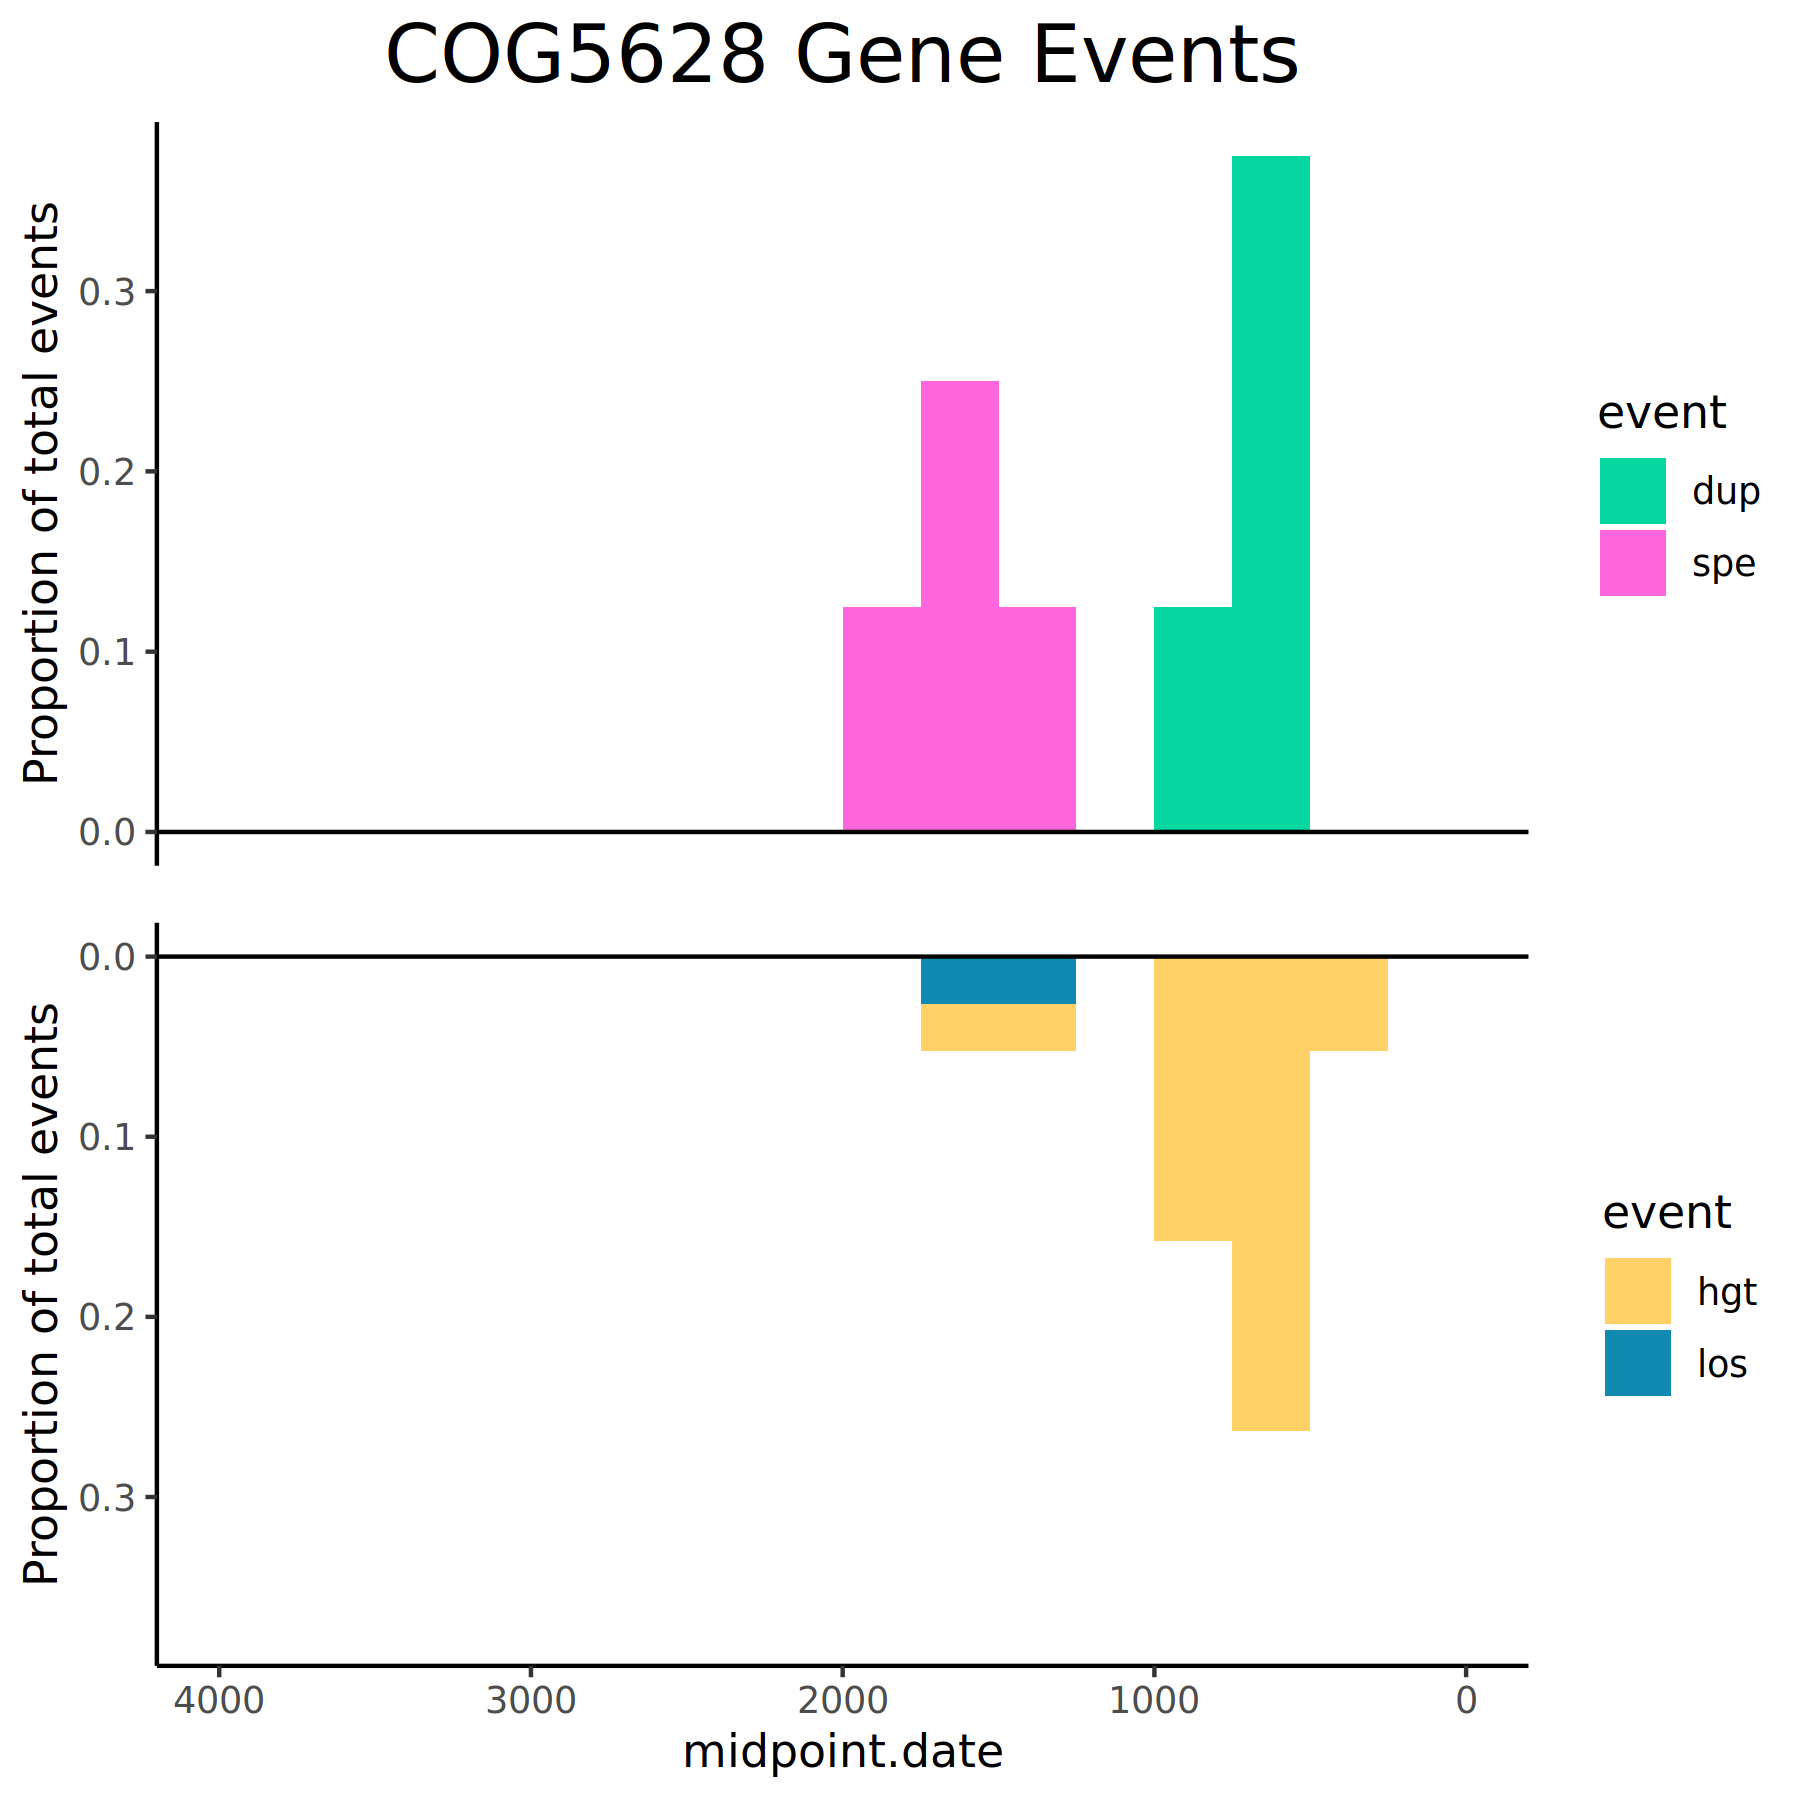 COG5628 Gene Events
Proportion of total events
0.3
0.2
0.1
0.0
event
dup
spe
Proportion of total events
0.0
0.1
0.2
0.3
event
hgt
los
4000 3000 2000 1000 0
midpoint.date